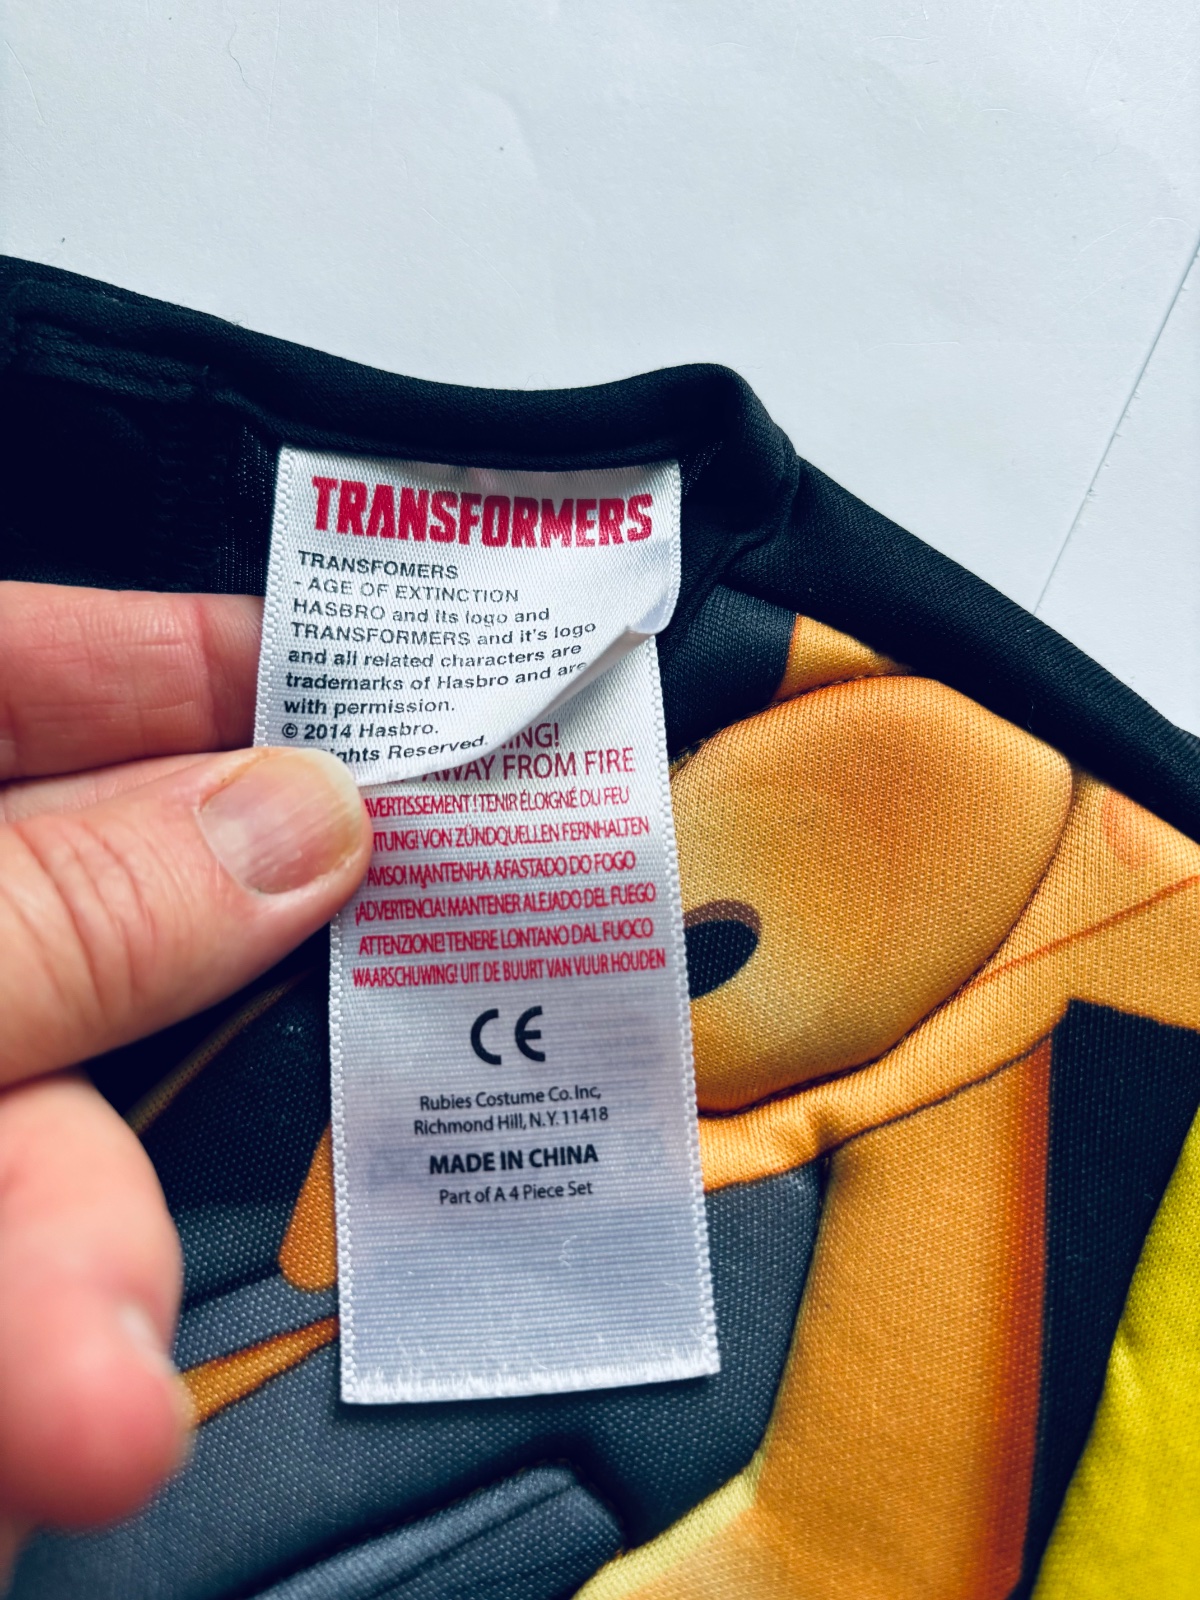 TRANSFORMERS
TRANSFOMERS
- AGE OF EXTINCTION
HASBRO and its logo and
TRANSFORMERS and it's logo
and all related characters are
trademarks of Hasbro and are
with permission.
© 2014 Hasbro.
Reserved.
AWAY FROM FIRE
TENIR ÉLOIGNÉ DU FEU
VON ZÜNDQUELLEN FERNHALTEN
MANTENHA AFASTADO DO FOGO
¡ADVERTENCIA! MANTENER ALEJADO DEL FUEGO
ATTENZIONE! TENERE LONTANO DAL FUOCO
WAARSCHUWING! UIT DE BUURT VAN VUUR HOUDEN
CE
Rubies Costume Co. Inc,
Richmond Hill, N.Y. 11418
MADE IN CHINA
Part of A 4 Piece Set